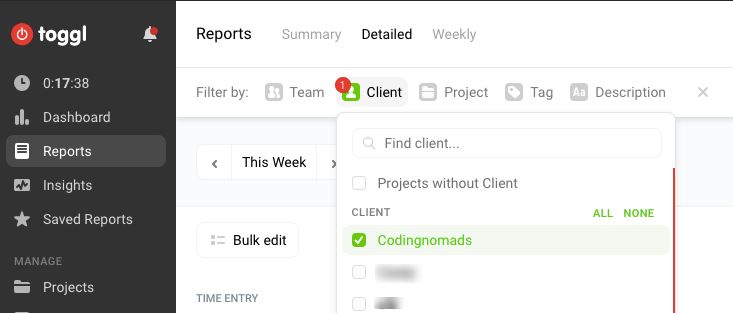 toggl
0:17:38
Dashboard
Reports
Insights
Saved Reports
MANAGE
Projects
Reports Summary Detailed Weekly
Filter by: Team 1 Client Project Tag Aa Description
Find client...
This Week
Projects without Client
CLIENT ALL NONE
Bulk edit
Codingnomads
TIME ENTRY